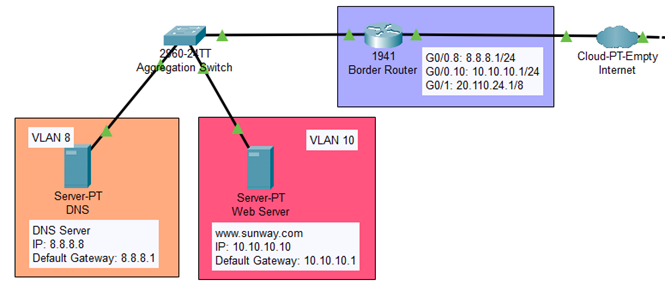 2960-24TT
Aggregation Switch
1941
Border Router
G0/0.8: 8.8.8.1/24
G0/0.10: 10.10.10.1/24
G0/1: 20.110.24.1/8
Cloud-PT-Empty
Internet
VLAN 8
Server-PT
DNS
DNS Server
IP: 8.8.8.8
Default Gateway: 8.8.8.1
VLAN 10
Server-PT
Web Server
www.sunway.com
IP: 10.10.10.10
Default Gateway: 10.10.10.1